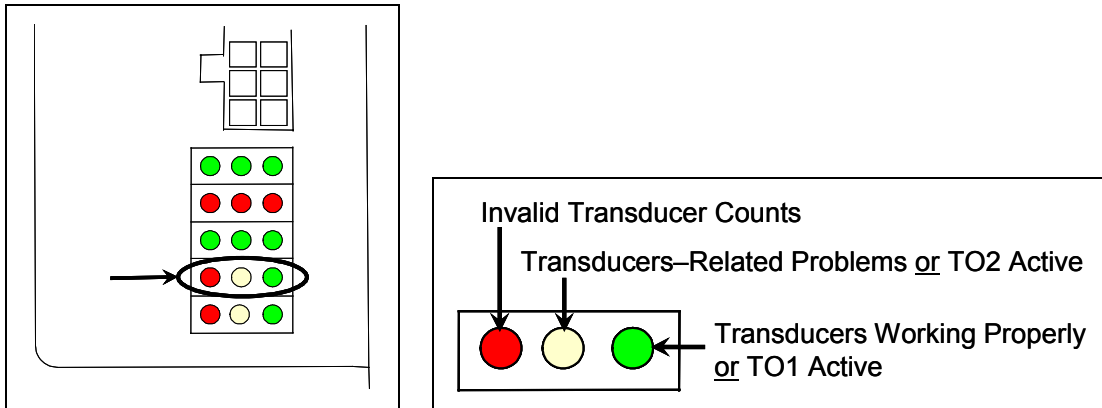 Invalid Transducer Counts
Transducers–Related Problems or TO2 Active
Transducers Working Properly
or TO1 Active